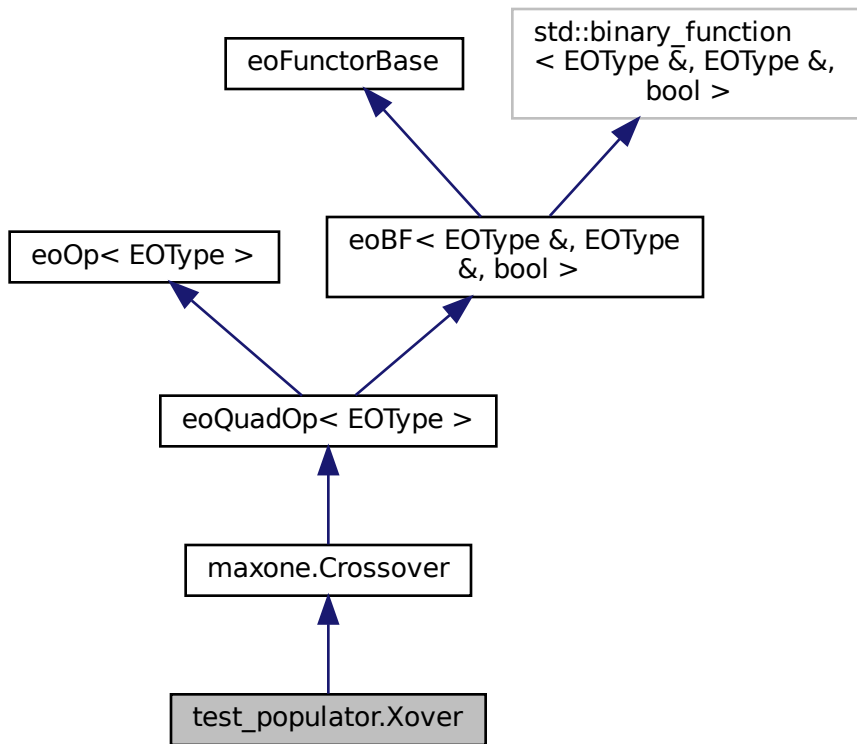 std::binary_function
< EOType &, EOType &,
bool >
eoFunctorBase
eoBF< EOType &, EOType
&, bool >
eoOp< EOType >
eoQuadOp< EOType >
maxone.Crossover
test_populator.Xover